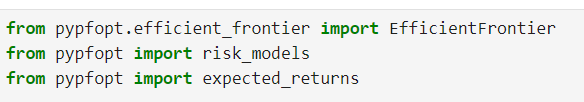 from pypfopt.efficient_frontier import EfficientFrontier
from pypfopt import risk_models
from pypfopt import expected_returns